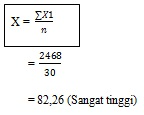 X = ∑X1/n
= 2468/30
= 82,26 (Sangat tinggi)